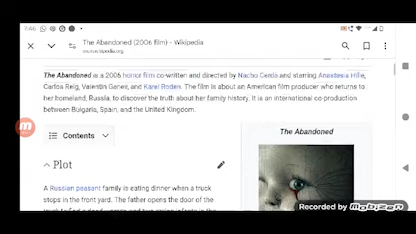 7:46
The Abandoned (2006 film) – Wikipedia
en.m.wikipedia.org
The Abandoned is a 2006 horror film co-written and directed by Nacho Cerdà and starring Anastasia Hille,
Carlos Reig, Valentin Ganev, and Karel Roden. The film is about an American film producer who returns to
her homeland, Russia, to discover the truth about her family history. It is an international co-production
between Bulgaria, Spain, and the United Kingdom.
Contents
The Abandoned
Plot
A Russian peasant family is eating dinner when a truck
stops in the front yard. The father opens the door of the
Recorded by Mobizen